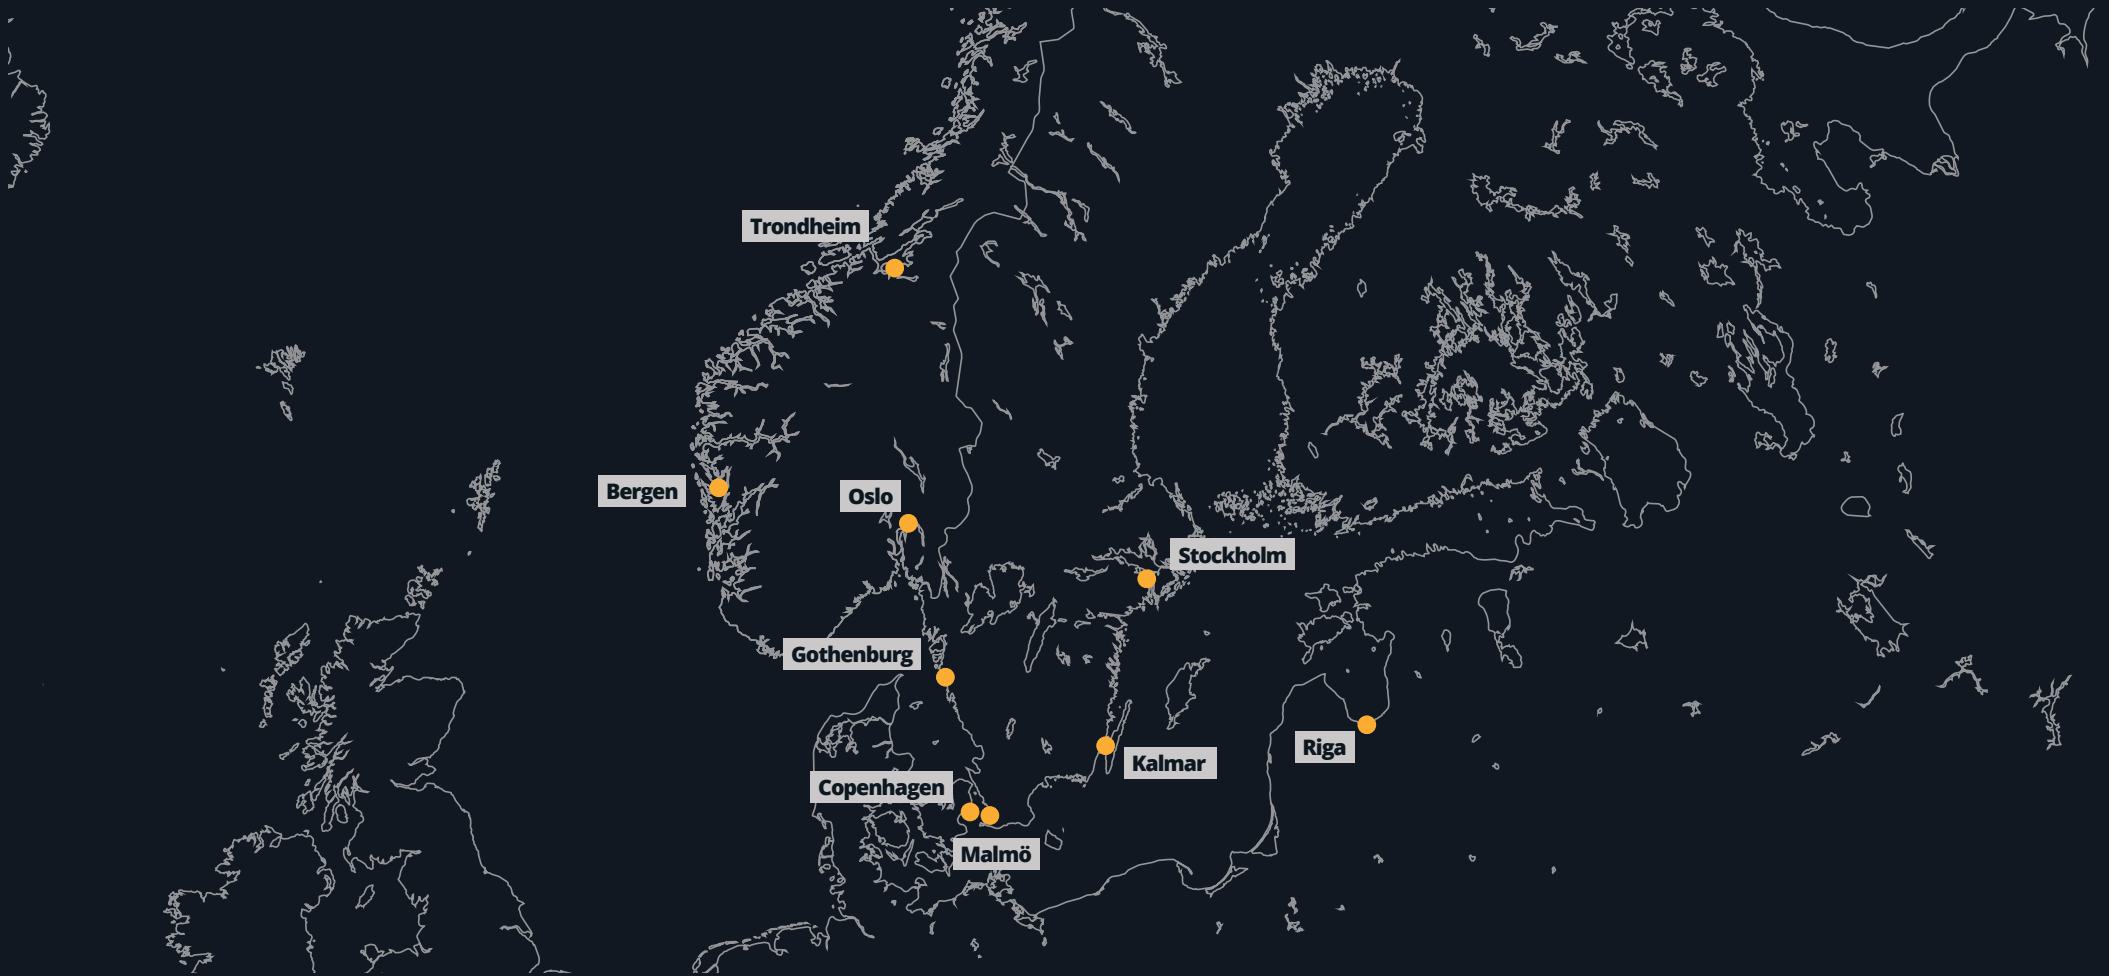 Trondheim
Bergen
Oslo
Stockholm
Gothenburg
Riga
Kalmar
Copenhagen
Malmö